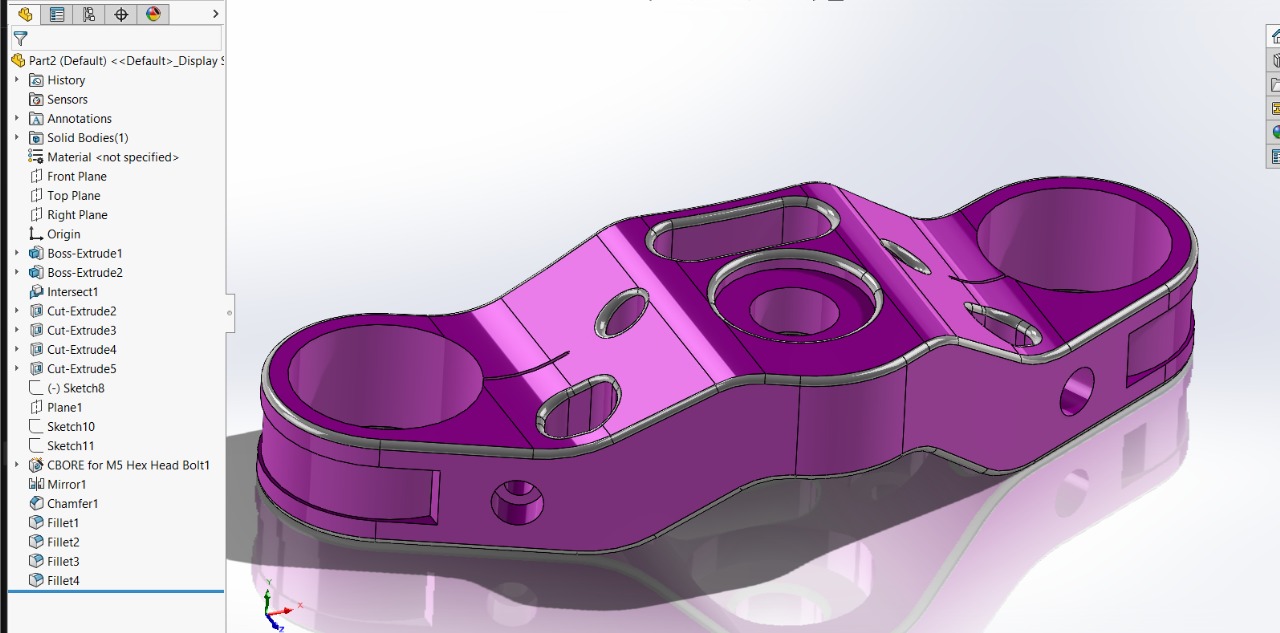 Part2 (Default) <<Default>_Display S
History
Sensors
Annotations
Solid Bodies(1)
Material <not specified>
Front Plane
Top Plane
Right Plane
Origin
Boss-Extrude1
Boss-Extrude2
Intersect1
Cut-Extrude2
Cut-Extrude3
Cut-Extrude4
Cut-Extrude5
(-) Sketch8
Plane1
Sketch10
Sketch11
CBORE for M5 Hex Head Bolt1
Mirror1
Chamfer1
Fillet1
Fillet2
Fillet3
Fillet4
Y
X
Z